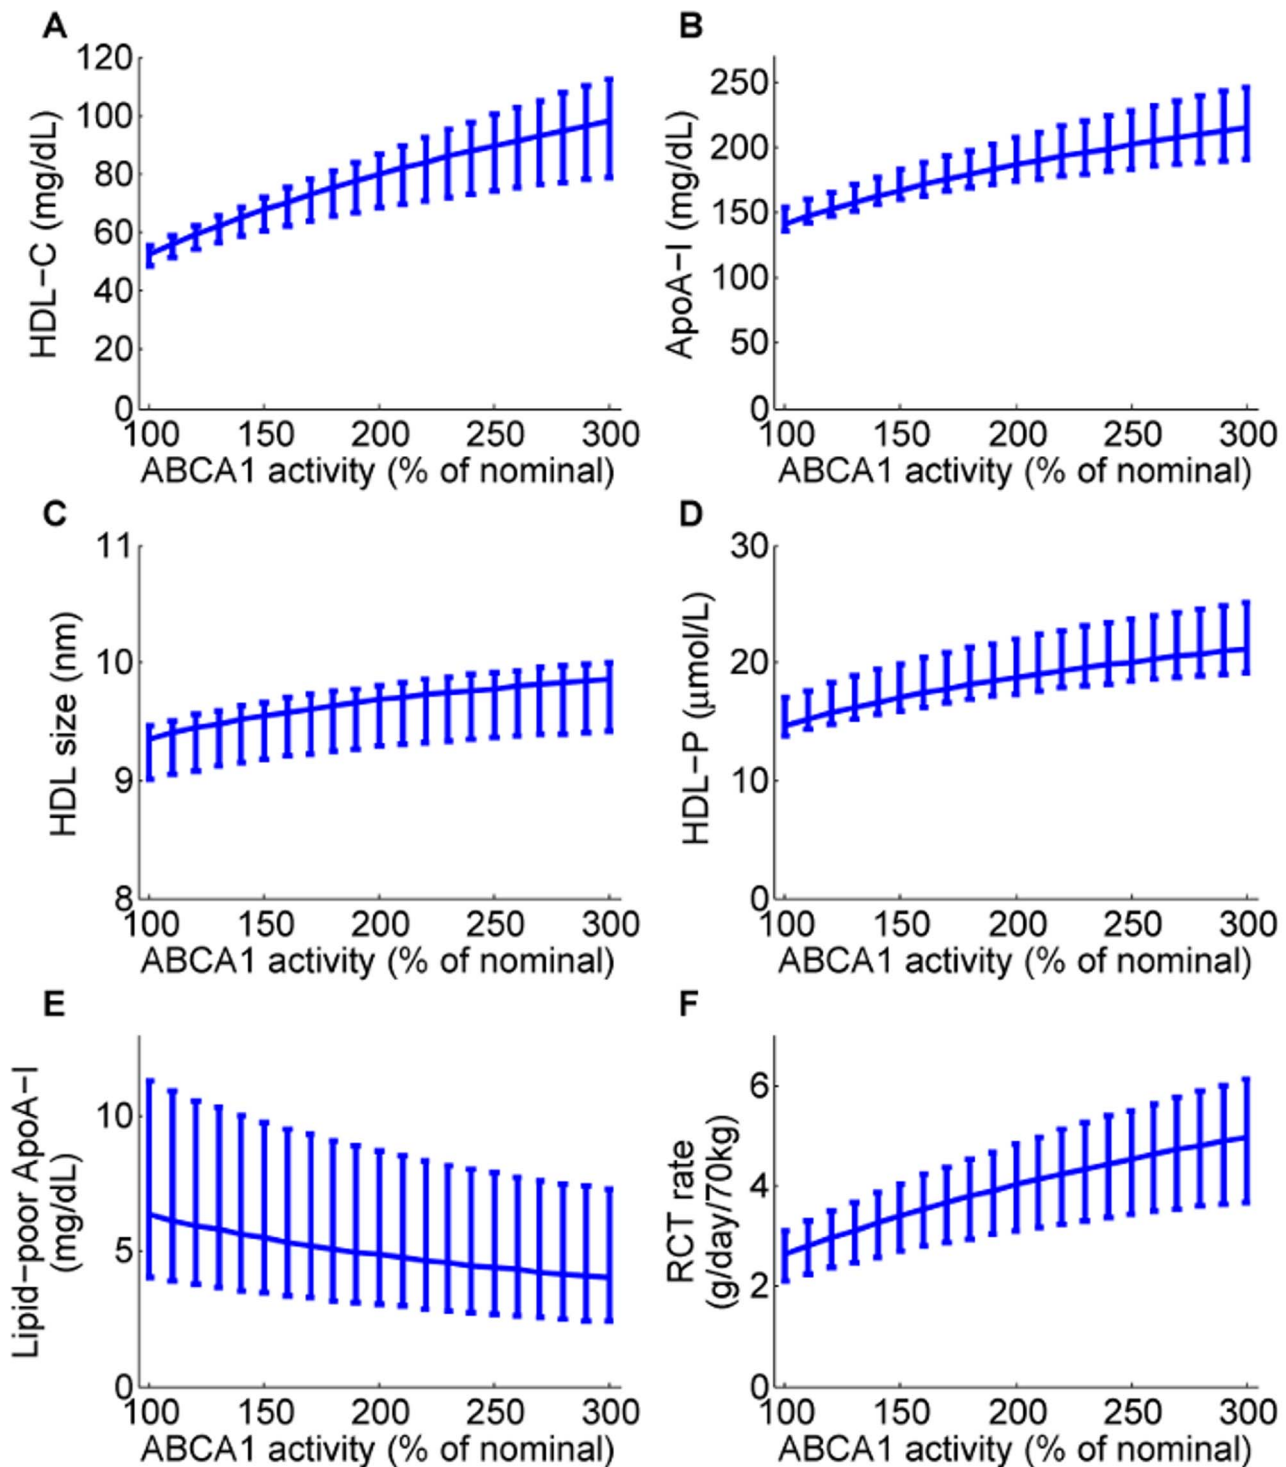 A
HDL−C (mg/dL)
120
100
80
60
40
20
0
100 150 200 250 300
ABCA1 activity (% of nominal)
B
ApoA−I (mg/dL)
250
200
150
100
50
0
100 150 200 250 300
ABCA1 activity (% of nominal)
C
HDL size (nm)
11
10
9
8
100 150 200 250 300
ABCA1 activity (% of nominal)
D
HDL−P (μmol/L)
30
20
10
0
100 150 200 250 300
ABCA1 activity (% of nominal)
E
Lipid−poor ApoA−I
(mg/dL)
10
5
0
100 150 200 250 300
ABCA1 activity (% of nominal)
F
RCT rate
(g/day/70kg)
6
4
2
0
100 150 200 250 300
ABCA1 activity (% of nominal)